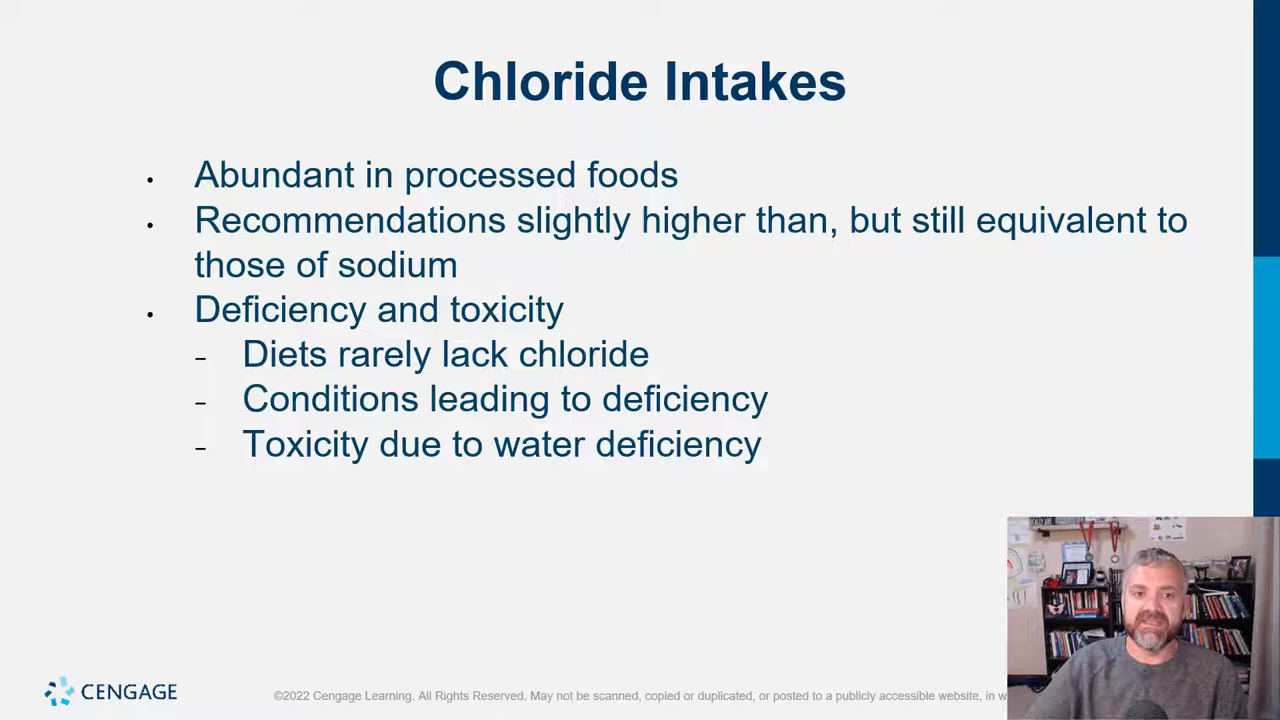 Chloride Intakes
· Abundant in processed foods
· Recommendations slightly higher than, but still equivalent to
those of sodium
· Deficiency and toxicity
– Diets rarely lack chloride
– Conditions leading to deficiency
– Toxicity due to water deficiency
CENGAGE
©2022 Cengage Learning. All Rights Reserved. May not be scanned, copied or duplicated, or posted to a publicly accessible website, in w